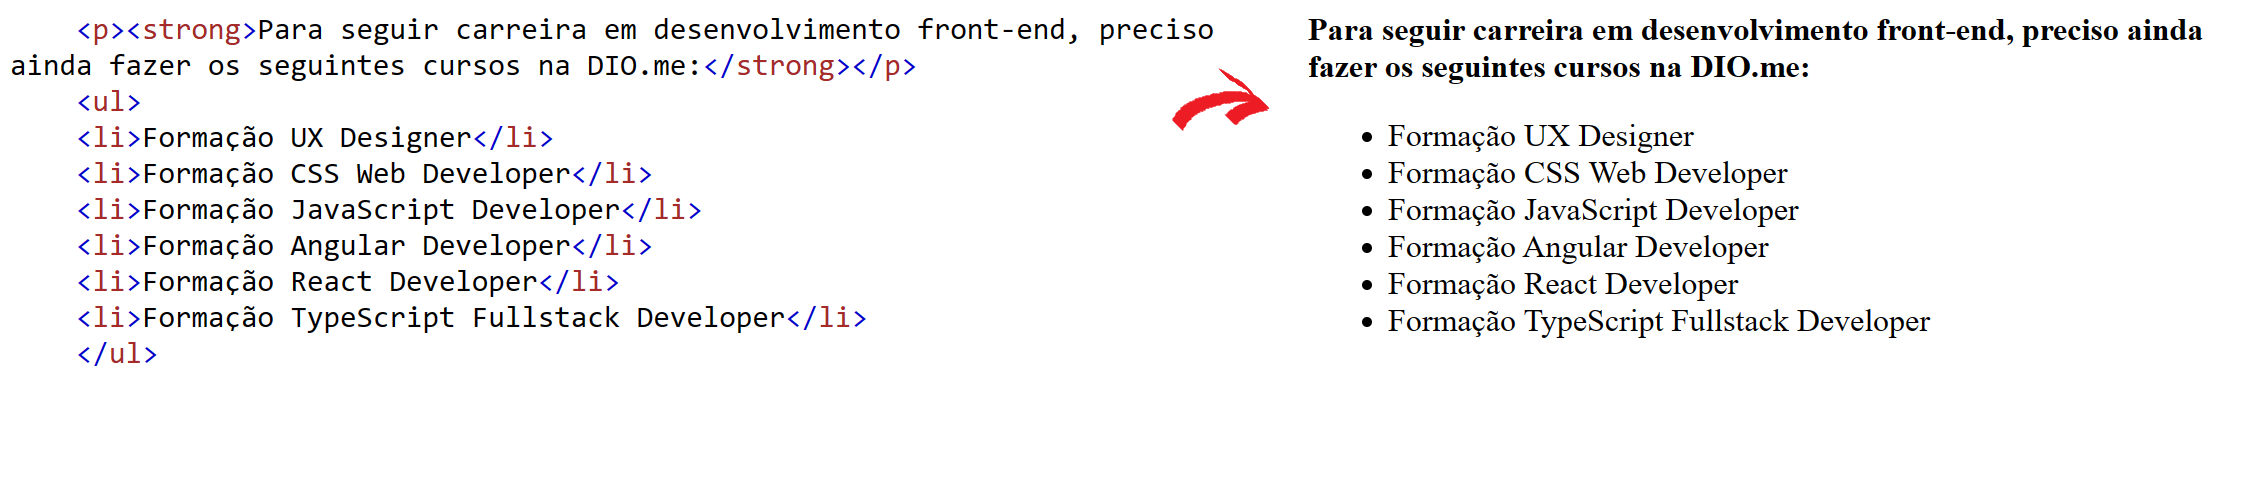 <p><strong>Para seguir carreira em desenvolvimento front-end, preciso
ainda fazer os seguintes cursos na DIO.me:</strong></p>
<ul>
<li>Formação UX Designer</li>
<li>Formação CSS Web Developer</li>
<li>Formação JavaScript Developer</li>
<li>Formação Angular Developer</li>
<li>Formação React Developer</li>
<li>Formação TypeScript Fullstack Developer</li>
</ul>
Para seguir carreira em desenvolvimento front-end, preciso ainda
fazer os seguintes cursos na DIO.me:
• Formação UX Designer
• Formação CSS Web Developer
• Formação JavaScript Developer
• Formação Angular Developer
• Formação React Developer
• Formação TypeScript Fullstack Developer